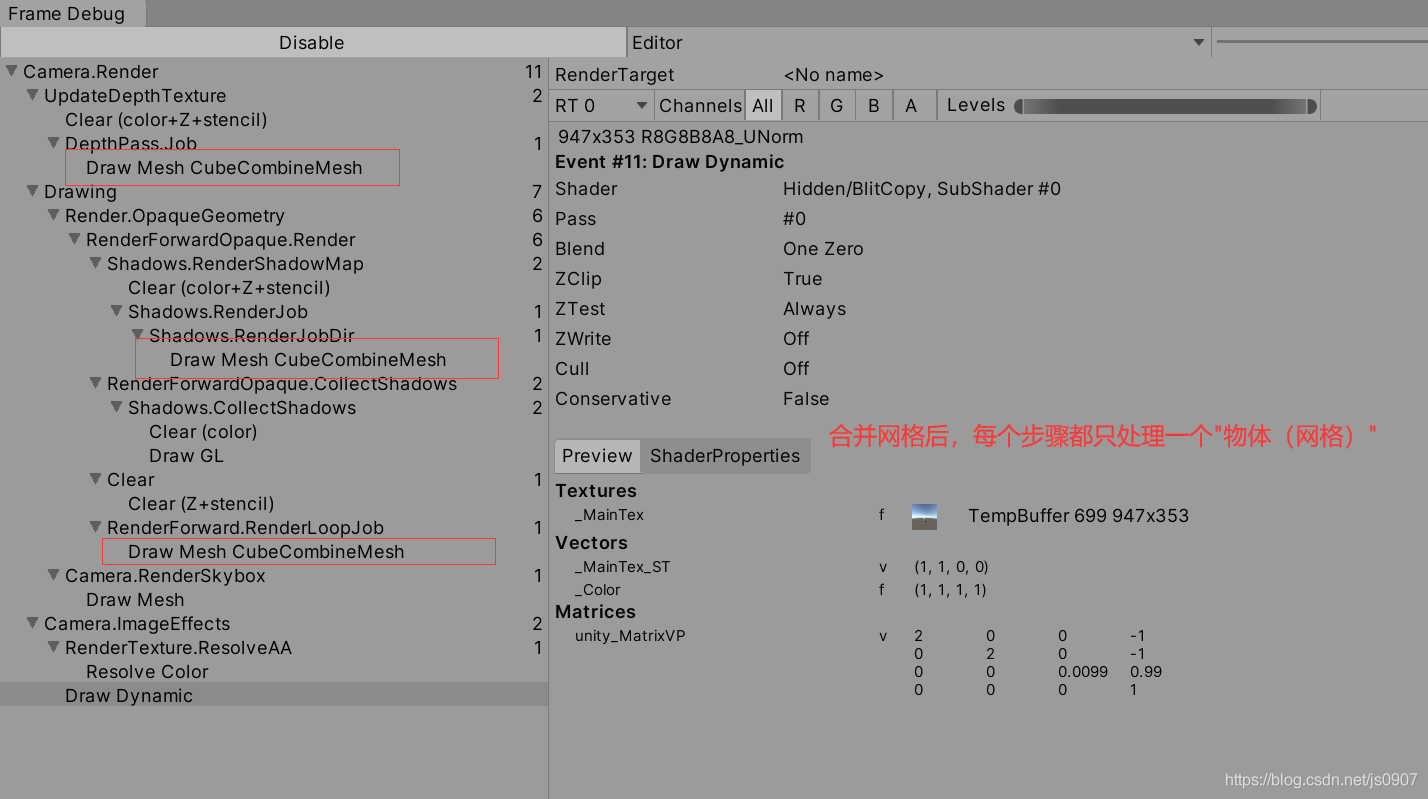 Frame Debug
Disable
Editor
Camera.Render 11
UpdateDepthTexture 2
Clear (color+Z+stencil)
DepthPass.Job 1
Draw Mesh CubeCombineMesh
Drawing 7
Render.OpaqueGeometry 6
RenderForwardOpaque.Render 6
Shadows.RenderShadowMap 2
Clear (color+Z+stencil)
Shadows.RenderJob 1
Shadows.RenderJobDir 1
Draw Mesh CubeCombineMesh
RenderForwardOpaque.CollectShadows 2
Shadows.CollectShadows 2
Clear (color)
Draw GL
Clear 1
Clear (Z+stencil)
RenderForward.RenderLoopJob 1
Draw Mesh CubeCombineMesh
Camera.RenderSkybox 1
Draw Mesh
Camera.ImageEffects 2
RenderTexture.ResolveAA 1
Resolve Color
Draw Dynamic
RenderTarget <No name>
RT 0 Channels All R G B A Levels
947x353 R8G8B8A8_UNorm
Event #11: Draw Dynamic
Shader Hidden/BlitCopy, SubShader #0
Pass #0
Blend One Zero
ZClip True
ZTest Always
ZWrite Off
Cull Off
Conservative False
合并网格后，每个步骤都只处理一个"物体（网格）"
Preview ShaderProperties
Textures
_MainTex f TempBuffer 699 947x353
Vectors
_MainTex_ST v (1, 1, 0, 0)
_Color f (1, 1, 1, 1)
Matrices
unity_MatrixVP v 2 0 0 -1
0 2 0 -1
0 0 0.0099 0.99
0 0 0 1
https://blog.csdn.net/js0907